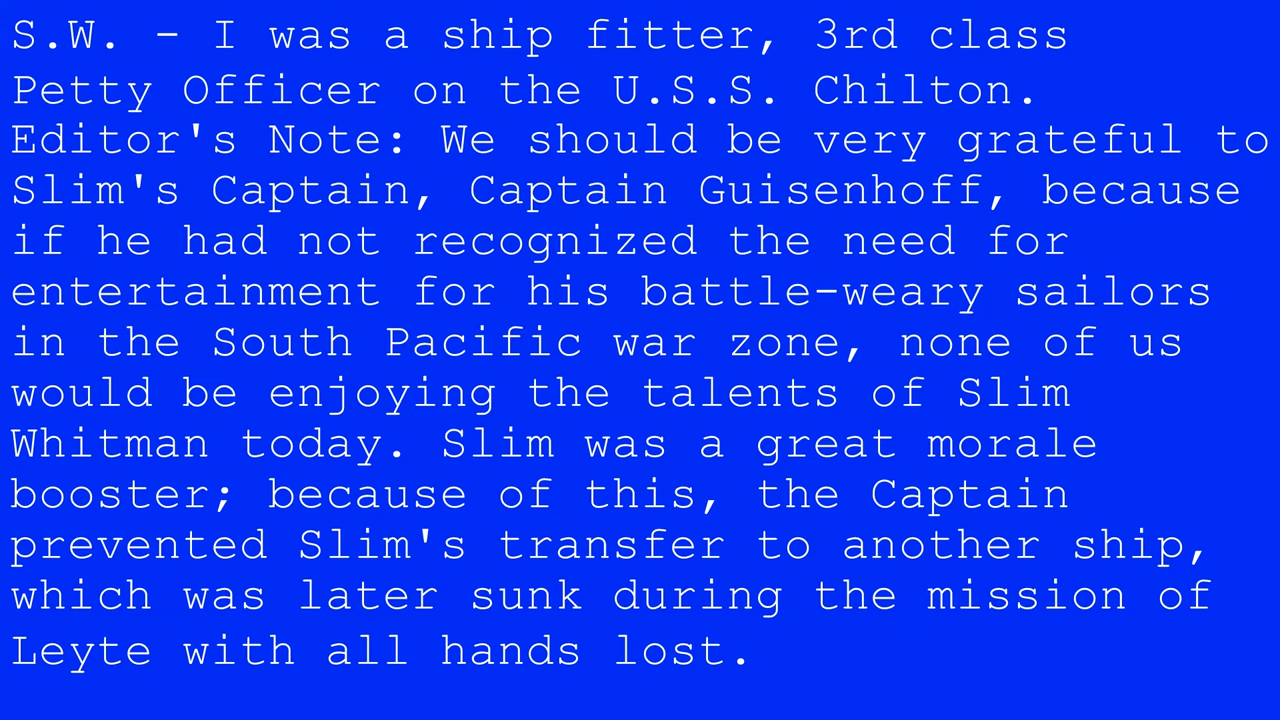 S.W. - I was a ship fitter, 3rd class
Petty Officer on the U.S.S. Chilton.
Editor's Note: We should be very grateful to
Slim's Captain, Captain Guisenhoff, because
if he had not recognized the need for
entertainment for his battle-weary sailors
in the South Pacific war zone, none of us
would be enjoying the talents of Slim
Whitman today. Slim was a great morale
booster; because of this, the Captain
prevented Slim's transfer to another ship,
which was later sunk during the mission of
Leyte with all hands lost.